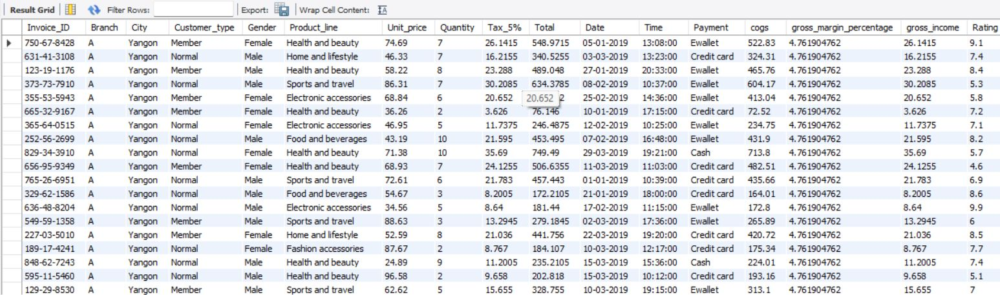 Result Grid Filter Rows: Export: Wrap Cell Content: IA
Invoice_ID Branch City Customer_type Gender Product_line Unit_price Quantity Tax_5% Total Date Time Payment cogs gross_margin_percentage gross_income Rating
750-67-8428 A Yangon Member Female Health and beauty 74.69 7 26.1415 548.9715 05-01-2019 13:08:00 Ewallet 522.83 4.761904762 26.1415 9.1
631-41-3108 A Yangon Normal Male Home and lifestyle 46.33 7 16.2155 340.5255 03-03-2019 13:23:00 Credit card 324.31 4.761904762 16.2155 7.4
123-19-1176 A Yangon Member Male Health and beauty 58.22 8 23.288 489.048 27-01-2019 20:33:00 Ewallet 465.76 4.761904762 23.288 8.4
373-73-7910 A Yangon Normal Male Sports and travel 86.31 7 30.2085 634.3785 08-02-2019 10:37:00 Ewallet 604.17 4.761904762 30.2085 5.3
355-53-5943 A Yangon Member Female Electronic accessories 68.84 6 20.652 20.652 2 25-02-2019 14:36:00 Ewallet 413.04 4.761904762 20.652 5.8
665-32-9167 A Yangon Member Female Health and beauty 36.26 2 3.626 76.146 10-01-2019 17:15:00 Credit card 72.52 4.761904762 3.626 7.2
365-64-0515 A Yangon Normal Female Electronic accessories 46.95 5 11.7375 246.4875 12-02-2019 10:25:00 Ewallet 234.75 4.761904762 11.7375 7.1
252-56-2699 A Yangon Normal Male Food and beverages 43.19 10 21.595 453.495 07-02-2019 16:48:00 Ewallet 431.9 4.761904762 21.595 8.2
829-34-3910 A Yangon Normal Female Health and beauty 71.38 10 35.69 749.49 29-03-2019 19:21:00 Cash 713.8 4.761904762 35.69 5.7
656-95-9349 A Yangon Member Female Health and beauty 68.93 7 24.1255 506.6355 11-03-2019 11:03:00 Credit card 482.51 4.761904762 24.1255 4.6
765-26-6951 A Yangon Normal Male Sports and travel 72.61 6 21.783 457.443 01-01-2019 10:39:00 Credit card 435.66 4.761904762 21.783 6.9
329-62-1586 A Yangon Normal Male Food and beverages 54.67 3 8.2005 172.2105 21-01-2019 18:00:00 Credit card 164.01 4.761904762 8.2005 8.6
636-48-8204 A Yangon Normal Male Electronic accessories 34.56 5 8.64 181.44 17-02-2019 11:15:00 Ewallet 172.8 4.761904762 8.64 9.9
549-59-1358 A Yangon Member Male Sports and travel 88.63 3 13.2945 279.1845 02-03-2019 17:36:00 Ewallet 265.89 4.761904762 13.2945 6
227-03-5010 A Yangon Member Female Home and lifestyle 52.59 8 21.036 441.756 22-03-2019 19:20:00 Credit card 420.72 4.761904762 21.036 8.5
189-17-4241 A Yangon Normal Female Fashion accessories 87.67 2 8.767 184.107 10-03-2019 12:17:00 Credit card 175.34 4.761904762 8.767 7.7
848-62-7243 A Yangon Normal Male Health and beauty 24.89 9 11.2005 235.2105 15-03-2019 15:36:00 Cash 224.01 4.761904762 11.2005 7.4
595-11-5460 A Yangon Normal Male Health and beauty 96.58 2 9.658 202.818 15-03-2019 10:12:00 Credit card 193.16 4.761904762 9.658 5.1
129-29-8530 A Yangon Member Male Sports and travel 62.62 5 15.655 328.755 10-03-2019 19:15:00 Ewallet 313.1 4.761904762 15.655 7